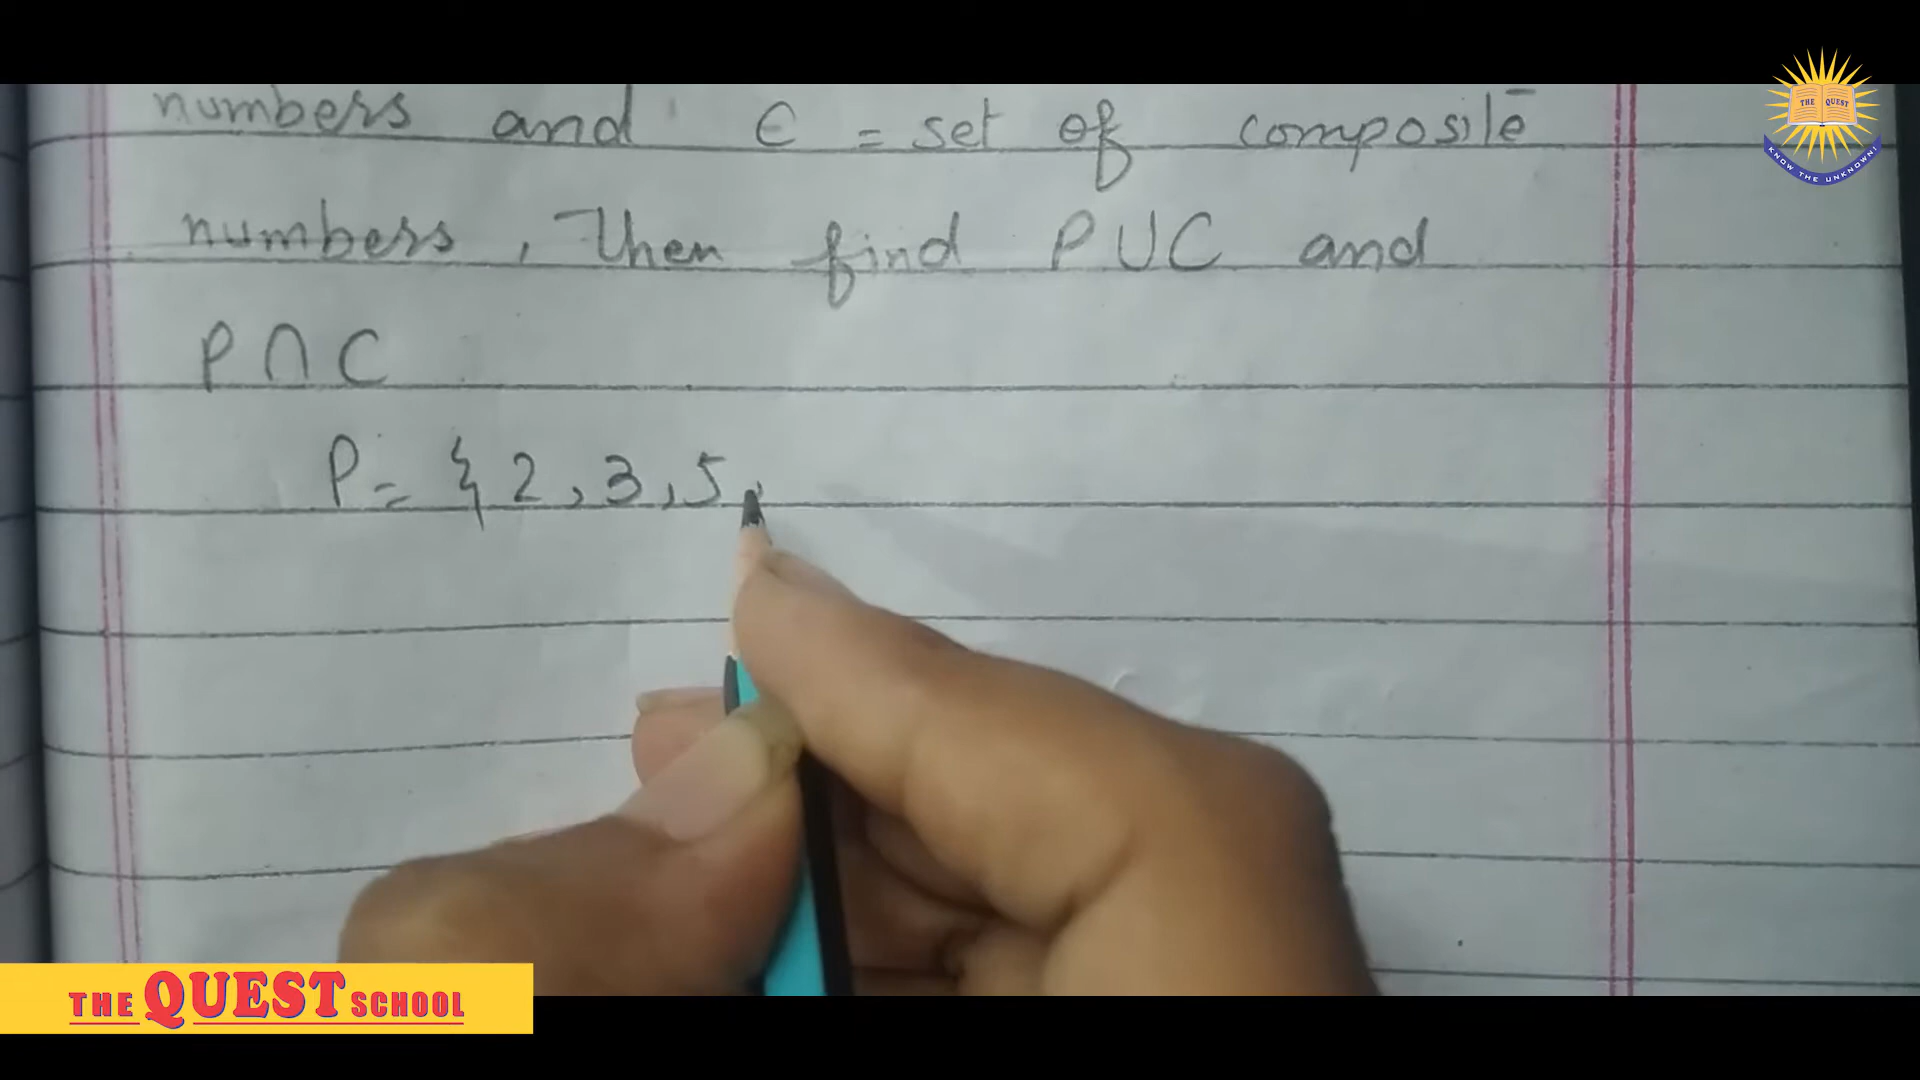 numbers and C = set of composite
numbers, Then find P∪C and
P∩C
P = {2, 3, 5,
THE QUEST
KNOW THE UNKNOWN!
THE QUEST SCHOOL